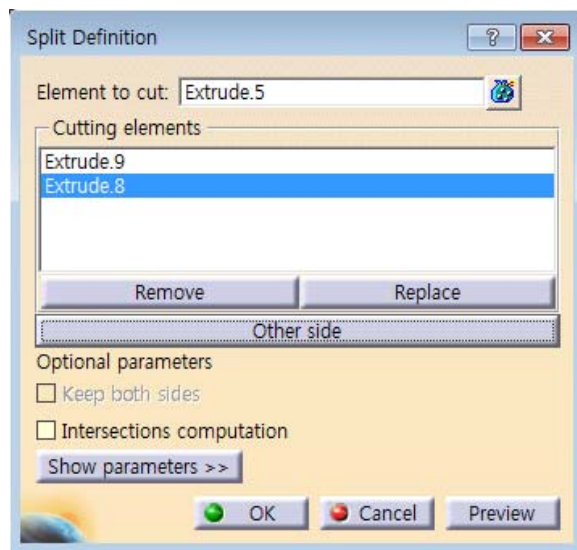 Split Definition
?
Element to cut: Extrude.5
Cutting elements
Extrude.9
Extrude.8
Remove Replace
Other side
Optional parameters
Keep both sides
Intersections computation
Show parameters >>
OK Cancel Preview